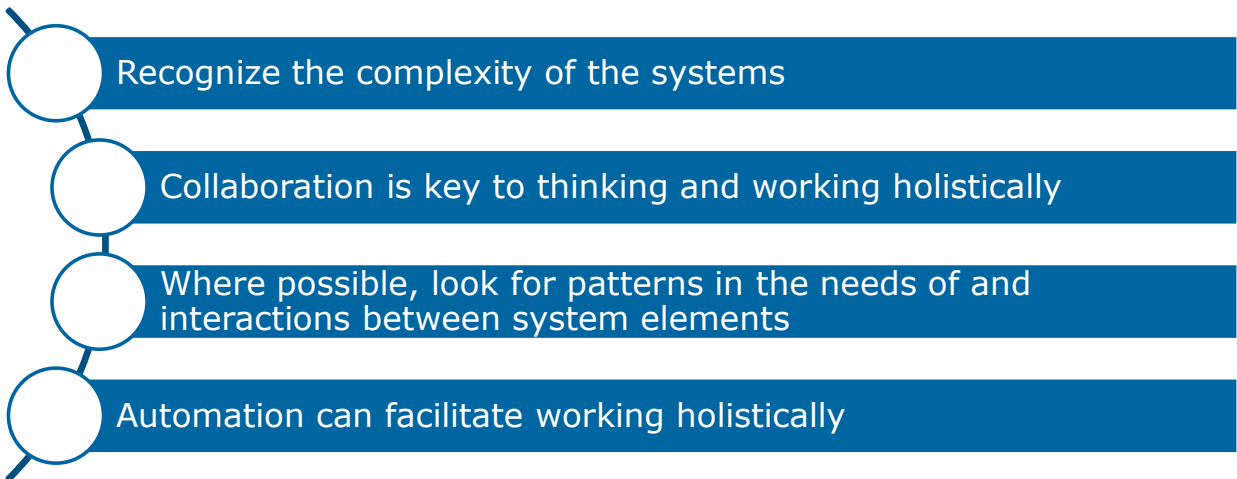 Recognize the complexity of the systems
Collaboration is key to thinking and working holistically
Where possible, look for patterns in the needs of and
interactions between system elements
Automation can facilitate working holistically